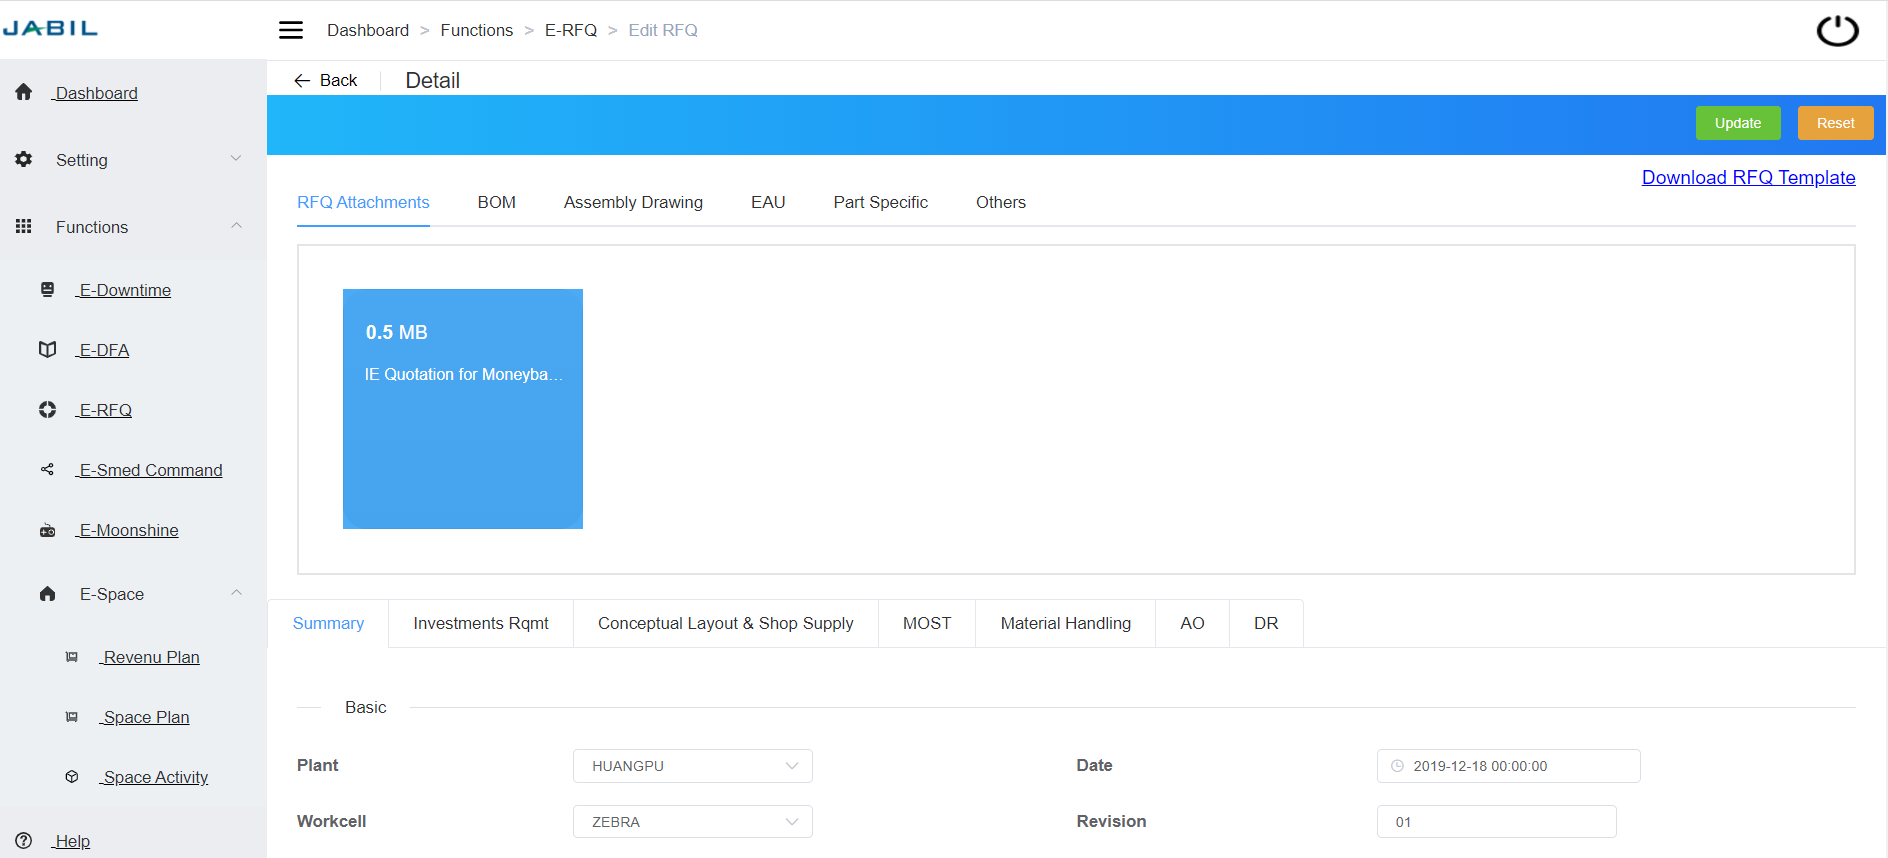 JABIL
Dashboard > Functions > E-RFQ > Edit RFQ
Back
Detail
Update
Reset
Download RFQ Template
Dashboard
Setting
Functions
E-Downtime
E-DFA
E-RFQ
E-Smed Command
E-Moonshine
E-Space
Revenu Plan
Space Plan
Space Activity
Help
RFQ Attachments
BOM
Assembly Drawing
EAU
Part Specific
Others
0.5 MB
IE Quotation for Moneyba...
Summary
Investments Rqmt
Conceptual Layout & Shop Supply
MOST
Material Handling
AO
DR
Basic
Plant
HUANGPU
Date
2019-12-18 00:00:00
Workcell
ZEBRA
Revision
01